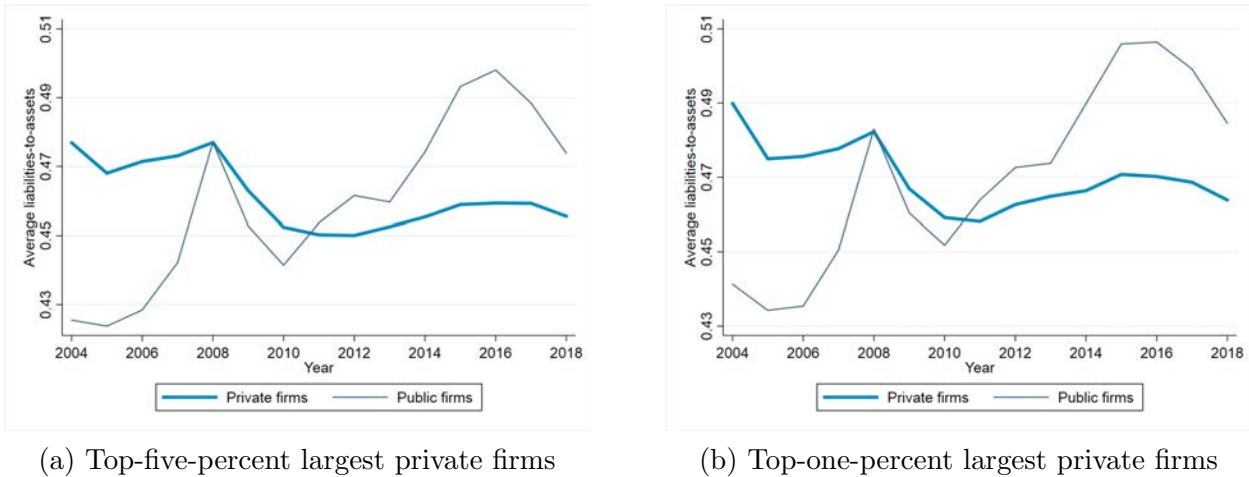 0.51
0.49
0.47
0.45
0.43
Average liabilities-to-assets
2004 2006 2008 2010 2012 2014 2016 2018
Year
Private firms Public firms
(a) Top-five-percent largest private firms
0.51
0.49
0.47
0.45
0.43
Average liabilities-to-assets
2004 2006 2008 2010 2012 2014 2016 2018
Year
Private firms Public firms
(b) Top-one-percent largest private firms